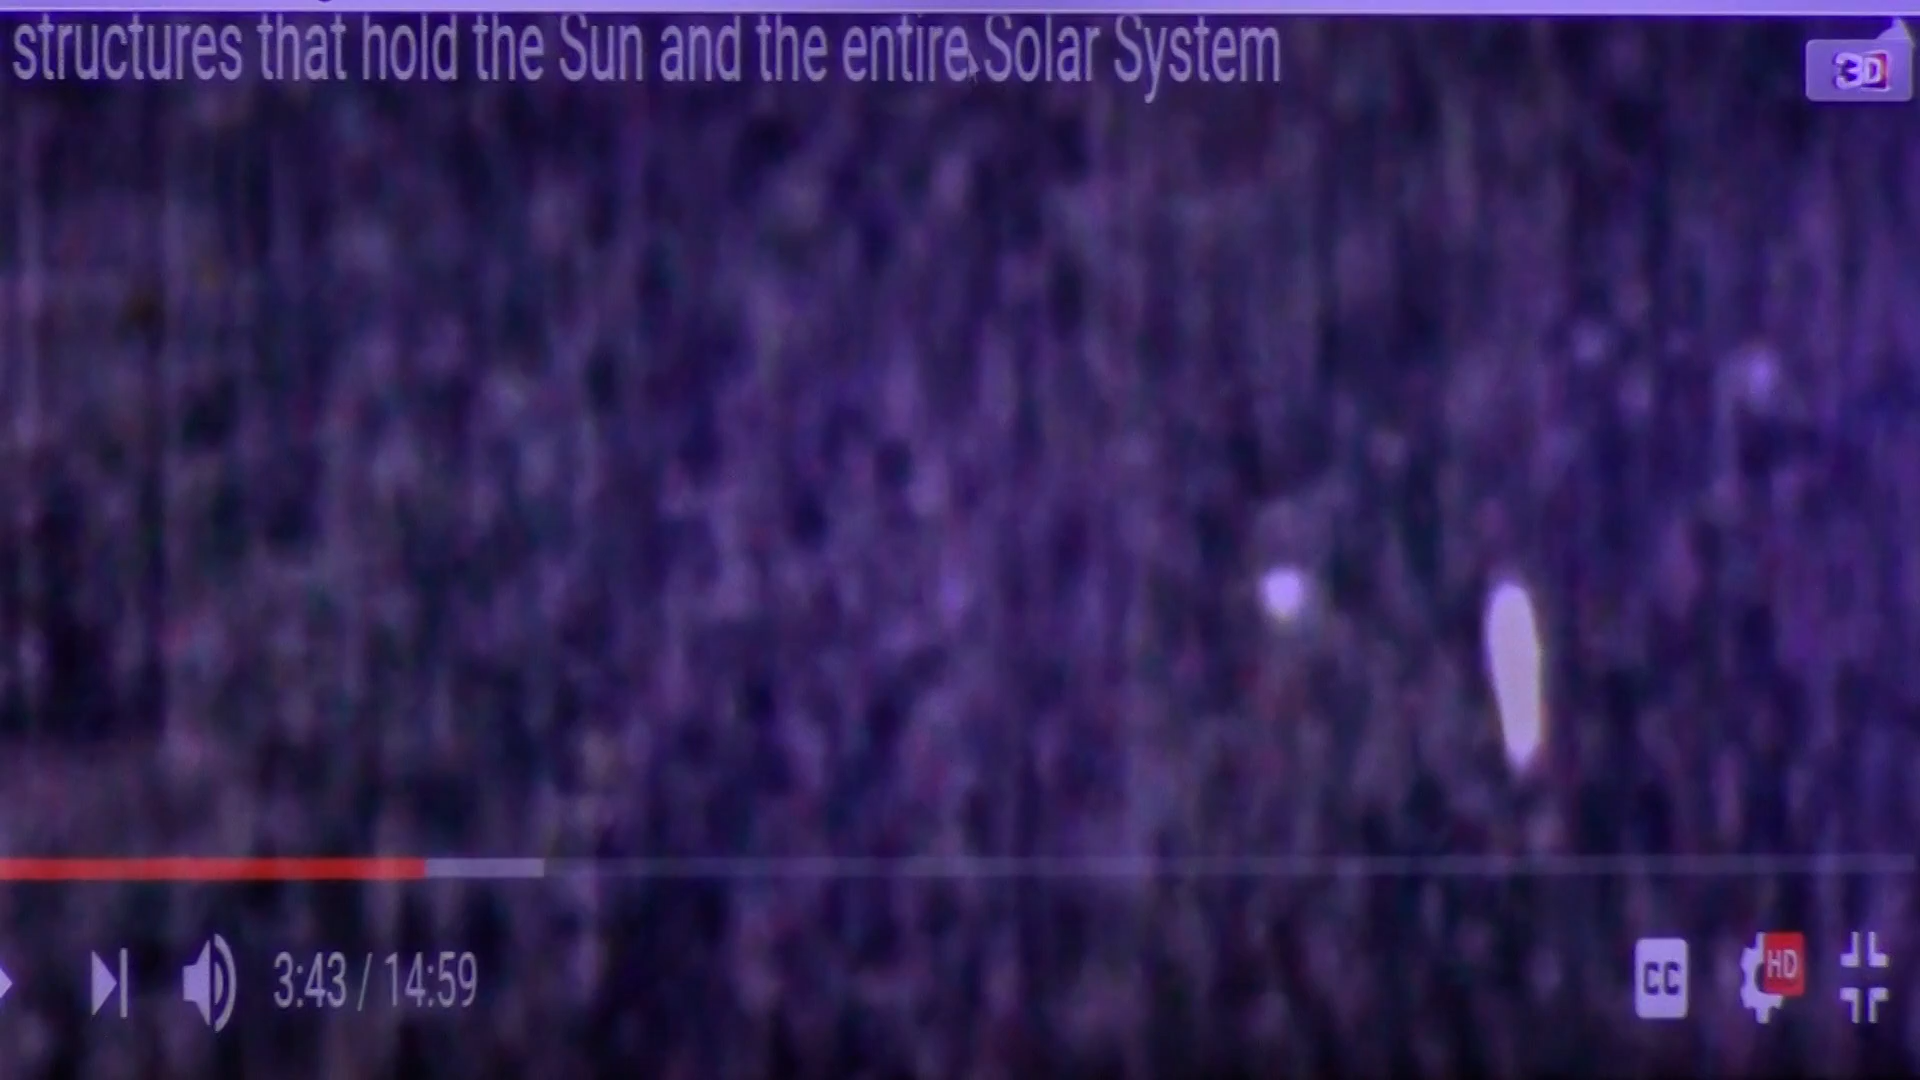 structures that hold the Sun and the entire Solar System
3D
3:43 / 14:59
CC
HD